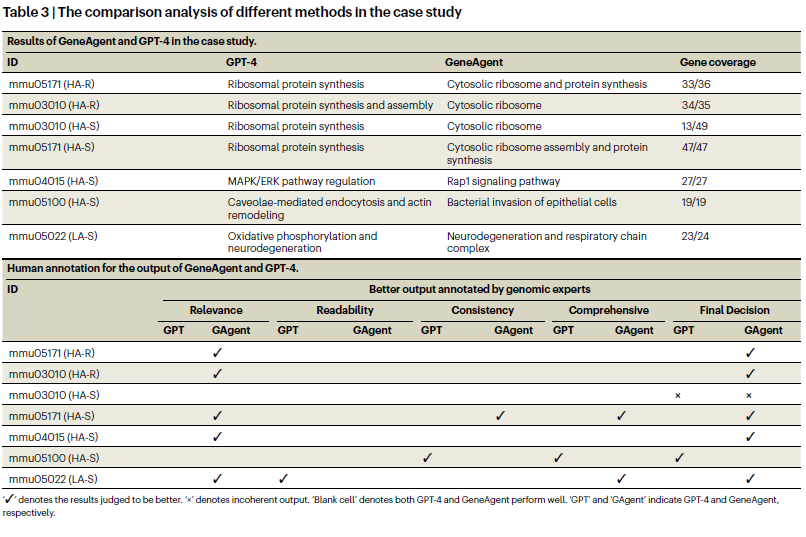 Table 3 | The comparison analysis of different methods in the case study
Results of GeneAgent and GPT-4 in the case study.
ID GPT-4 GeneAgent Gene coverage
mmu05171 (HA-R) Ribosomal protein synthesis Cytosolic ribosome and protein synthesis 33/36
mmu03010 (HA-R) Ribosomal protein synthesis and assembly Cytosolic ribosome 34/35
mmu03010 (HA-S) Ribosomal protein synthesis Cytosolic ribosome 13/49
mmu05171 (HA-S) Ribosomal protein synthesis Cytosolic ribosome assembly and protein 47/47
synthesis
mmu04015 (HA-S) MAPK/ERK pathway regulation Rap1 signaling pathway 27/27
mmu05100 (HA-S) Caveolae-mediated endocytosis and actin Bacterial invasion of epithelial cells 19/19
remodeling
mmu05022 (LA-S) Oxidative phosphorylation and Neurodegeneration and respiratory chain 23/24
neurodegeneration complex
Human annotation for the output of GeneAgent and GPT-4.
ID Better output annotated by genomic experts
Relevance Readability Consistency Comprehensive Final Decision
GPT GAgent GPT GAgent GPT GAgent GPT GAgent GPT GAgent
mmu05171 (HA-R) ✓ ✓
mmu03010 (HA-R) ✓ ✓
mmu03010 (HA-S) × ×
mmu05171 (HA-S) ✓ ✓ ✓ ✓
mmu04015 (HA-S) ✓ ✓
mmu05100 (HA-S) ✓ ✓ ✓
mmu05022 (LA-S) ✓ ✓ ✓ ✓
'✓' denotes the results judged to be better. '×' denotes incoherent output. 'Blank cell' denotes both GPT-4 and GeneAgent perform well. 'GPT' and 'GAgent' indicate GPT-4 and GeneAgent,
respectively.